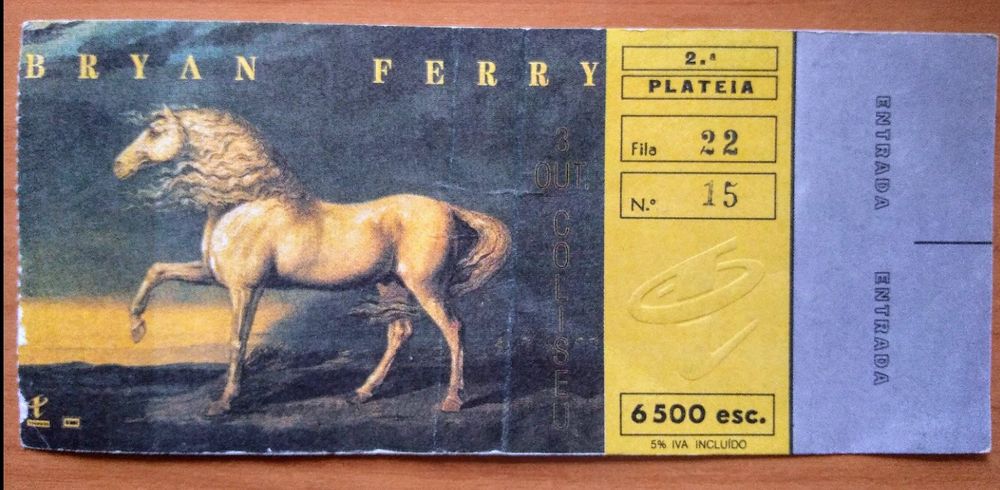 BRYAN FERRY
3
OUT.
COLISEU
2.ª
PLATEIA
Fila 22
N.º 15
6500 esc.
5% IVA INCLUÍDO
ENTRADA ENTRADA